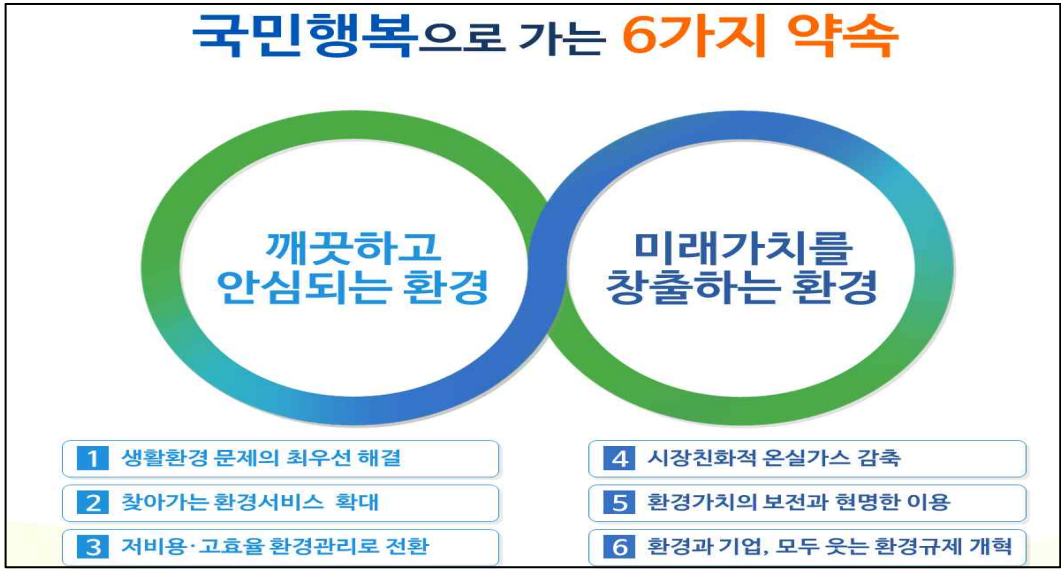 국민행복으로 가는 6가지 약속
깨끗하고
안심되는 환경
미래가치를
창출하는 환경
1 생활환경 문제의 최우선 해결
2 찾아가는 환경서비스 확대
3 저비용·고효율 환경관리로 전환
4 시장친화적 온실가스 감축
5 환경가치의 보전과 현명한 이용
6 환경과 기업, 모두 웃는 환경규제 개혁